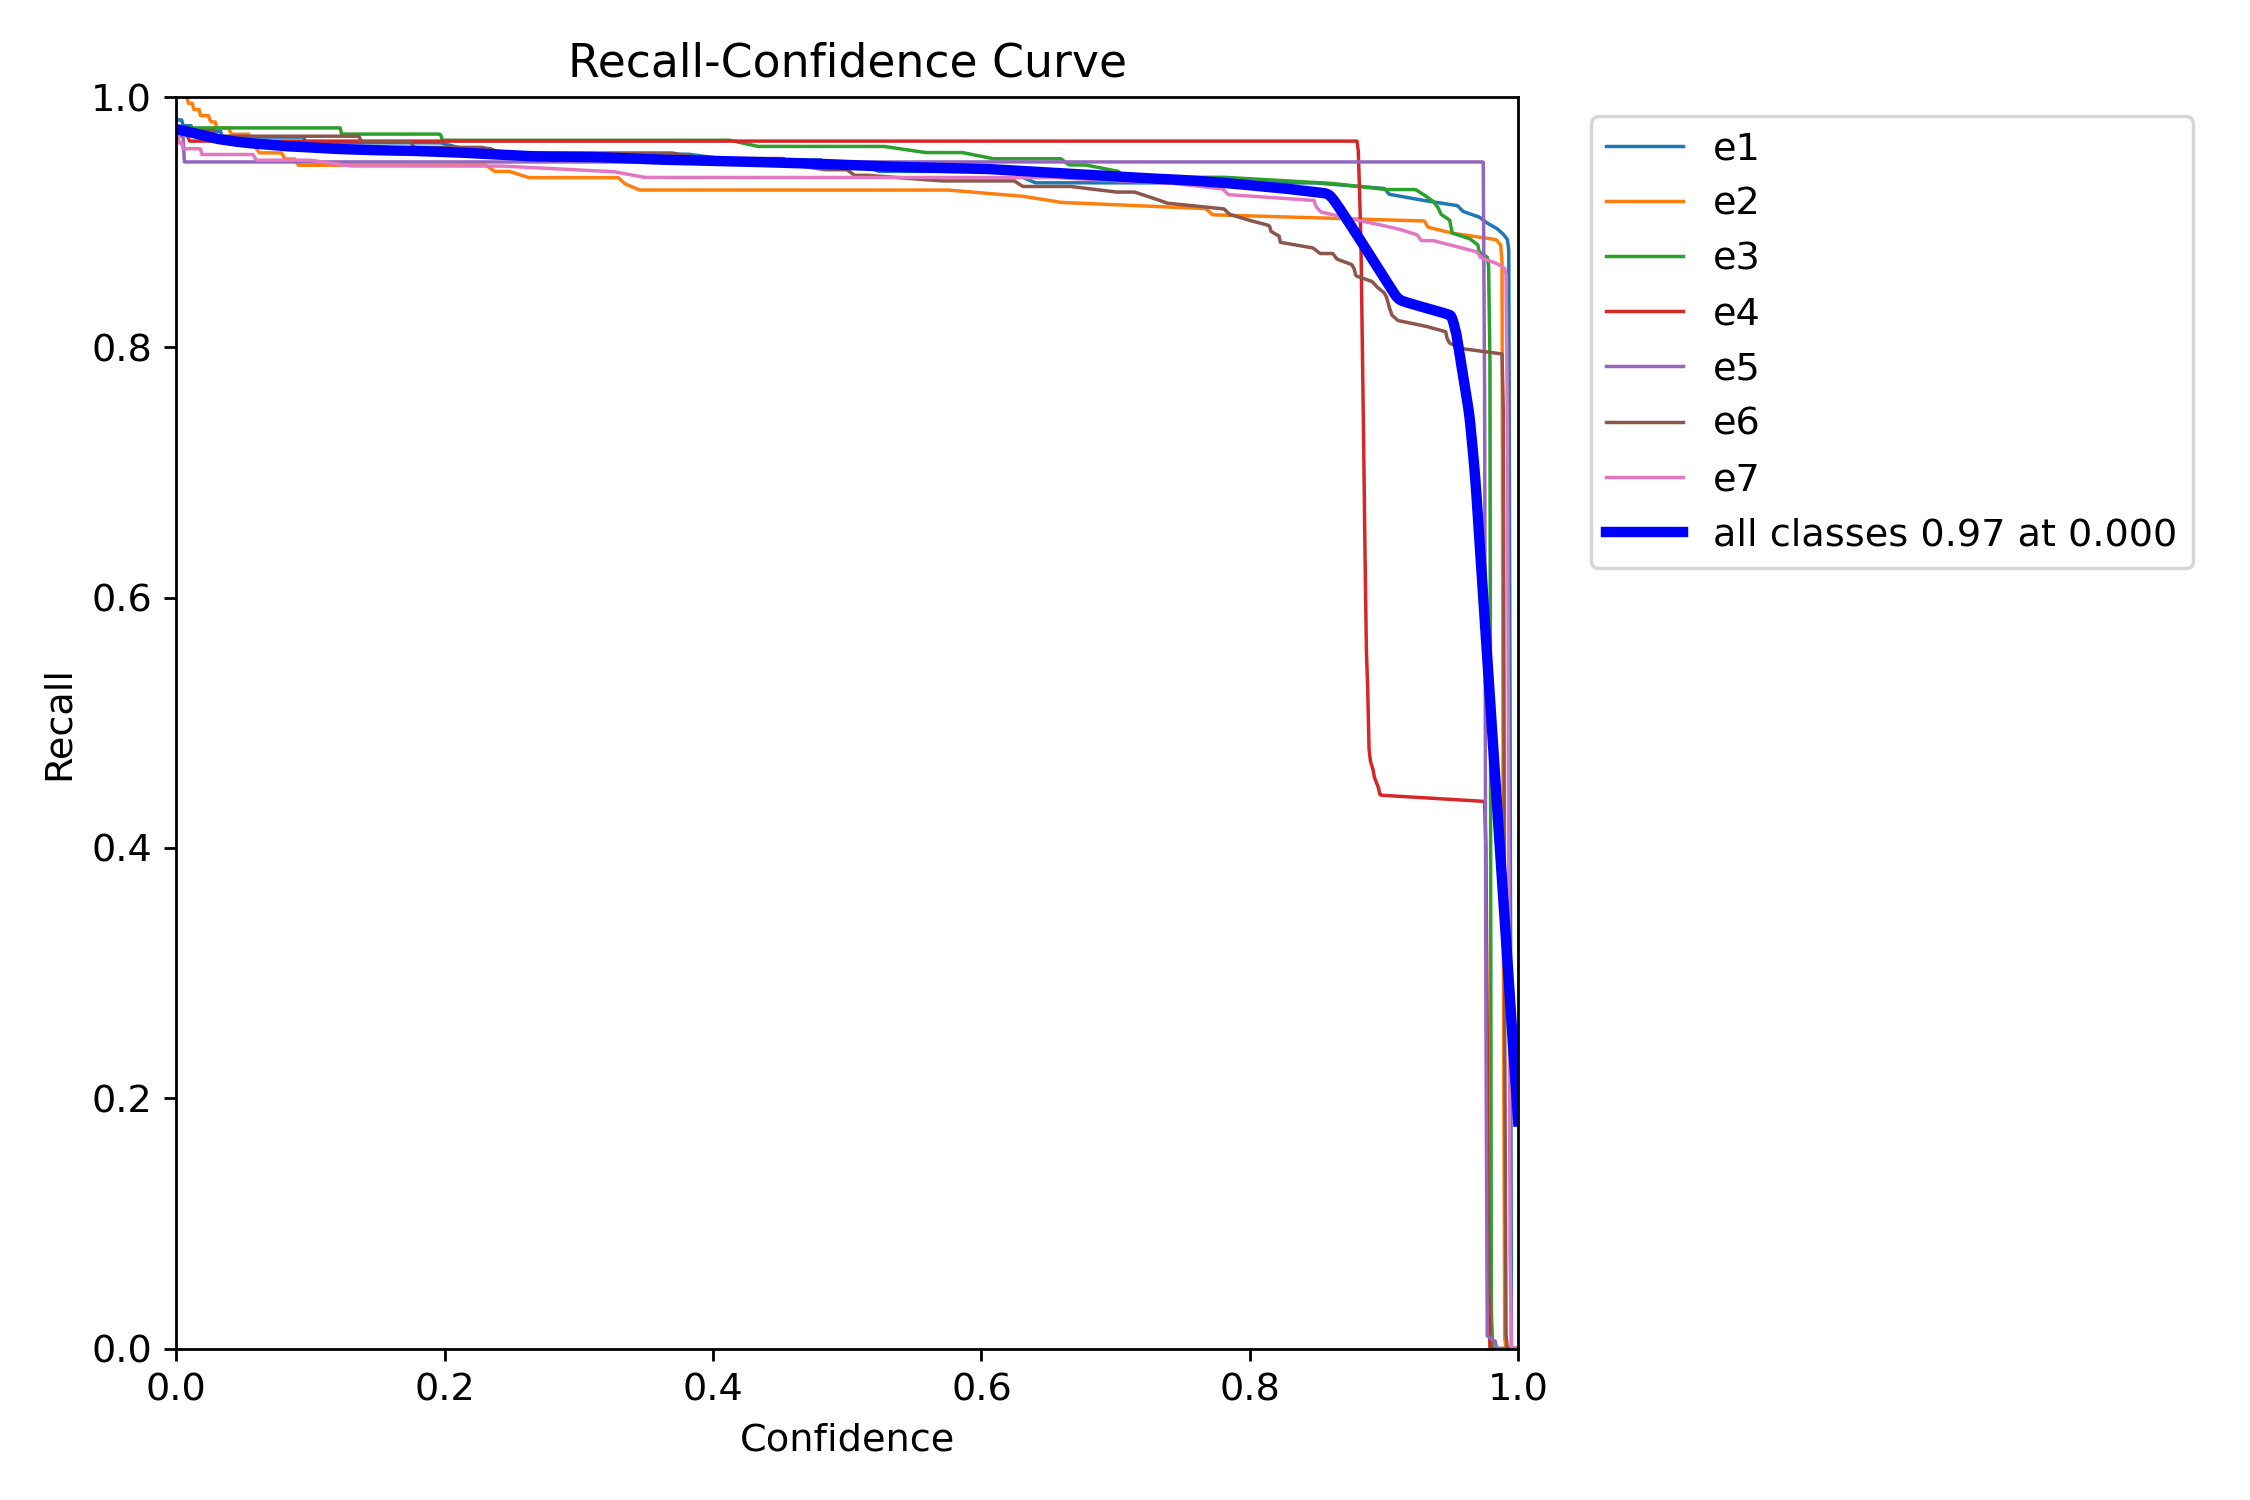 Recall-Confidence Curve
1.0
0.8
0.6
0.4
0.2
0.0
Recall
0.0 0.2 0.4 0.6 0.8 1.0
Confidence
e1
e2
e3
e4
e5
e6
e7
all classes 0.97 at 0.000